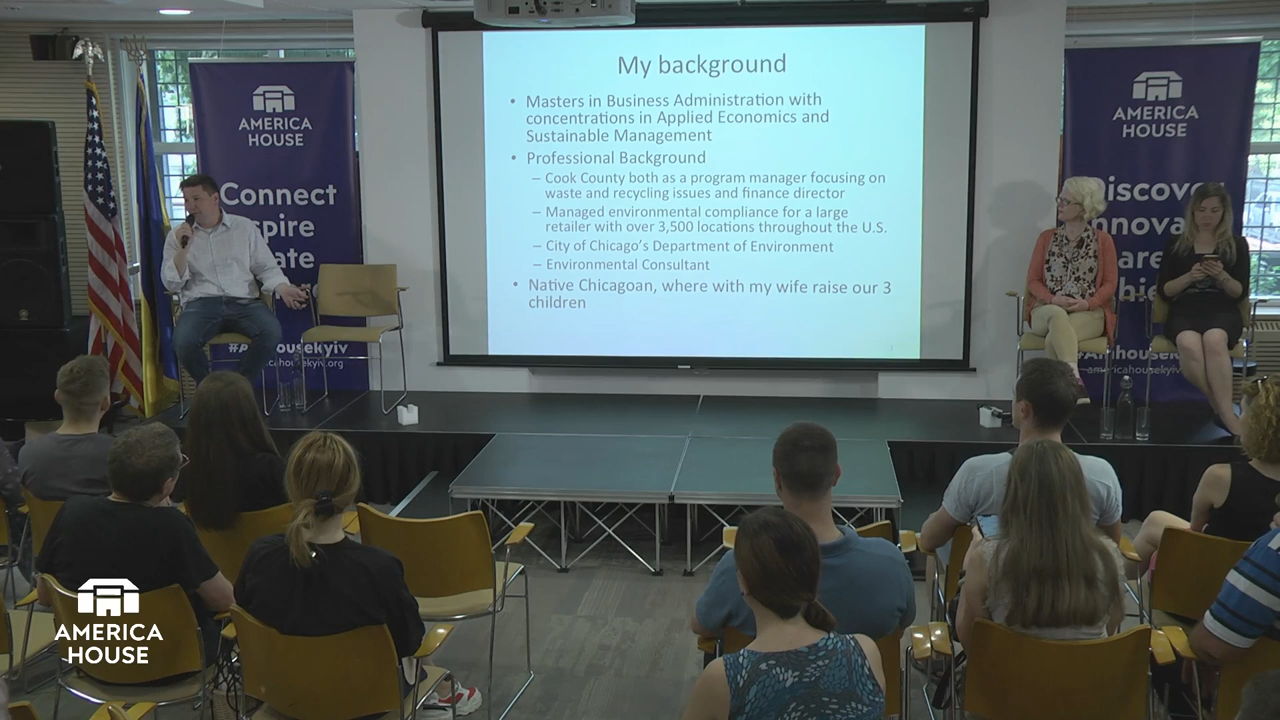 My background
• Masters in Business Administration with
concentrations in Applied Economics and
Sustainable Management
• Professional Background
– Cook County both as a program manager focusing on
waste and recycling issues and finance director
– Managed environmental compliance for a large
retailer with over 3,500 locations throughout the U.S.
– City of Chicago's Department of Environment
– Environmental Consultant
• Native Chicagoan, where with my wife raise our 3
children
AMERICA
HOUSE
Connect
AMERICA
HOUSE
americahousekyiv
AMERICA
HOUSE